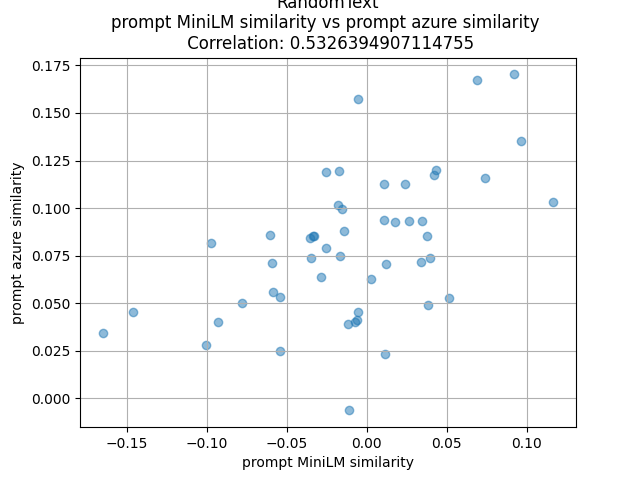 RandomText
prompt MiniLM similarity vs prompt azure similarity
Correlation: 0.5326394907114755
0.175
0.150
0.125
0.100
0.075
0.050
0.025
0.000
prompt azure similarity
−0.15 −0.10 −0.05 0.00 0.05 0.10
prompt MiniLM similarity